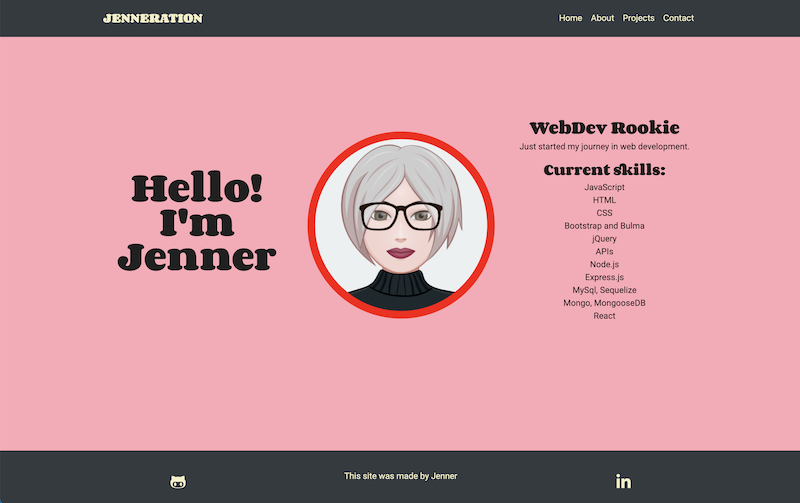 JENNERATION
Home About Projects Contact
Hello!
I'm
Jenner
WebDev Rookie
Just started my journey in web development.
Current skills:
JavaScript
HTML
CSS
Bootstrap and Bulma
jQuery
APIs
Node.js
Express.js
MySql, Sequelize
Mongo, MongooseDB
React
This site was made by Jenner
in